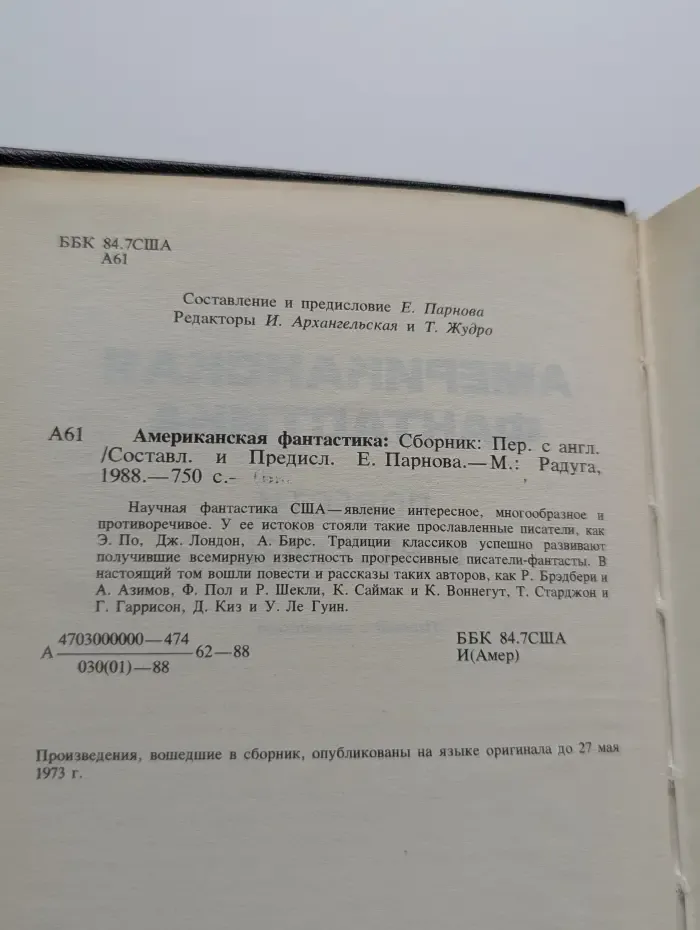 ББК 84.7США
А61
Составление и предисловие Е. Парнова
Редакторы И. Архангельская и Т. Жудро
А61 Американская фантастика: Сборник: Пер. с англ.
/Составл. и Предисл. Е. Парнова.—М.: Радуга,
1988.—750 с.-
Научная фантастика США—явление интересное, многообразное и
противоречивое. У ее истоков стояли такие прославленные писатели, как
Э. По, Дж. Лондон, А. Бирс. Традиции классиков успешно развивают
получившие всемирную известность прогрессивные писатели-фантасты. В
настоящий том вошли повести и рассказы таких авторов, как Р. Брэдбери и
А. Азимов, Ф. Пол и Р. Шекли, К. Саймак и К. Воннегут, Т. Старджон и
Г. Гаррисон, Д. Киз и У. Ле Гуин.
4703000000—474
А 62—88
030(01)—88
ББК 84.7США
И(Амер)
Произведения, вошедшие в сборник, опубликованы на языке оригинала до 27 мая
1973 г.